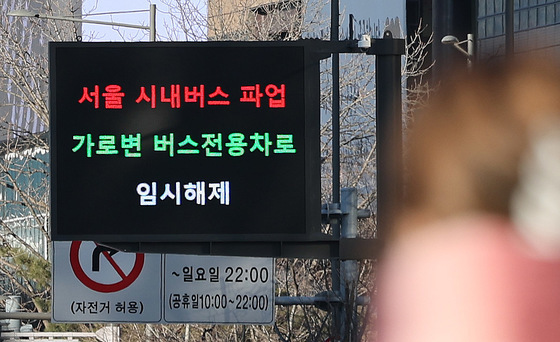 서울 시내버스 파업
가로변 버스전용차로
임시해제
(자전거 허용)
~일요일 22:00
(공휴일10:00~22:00)